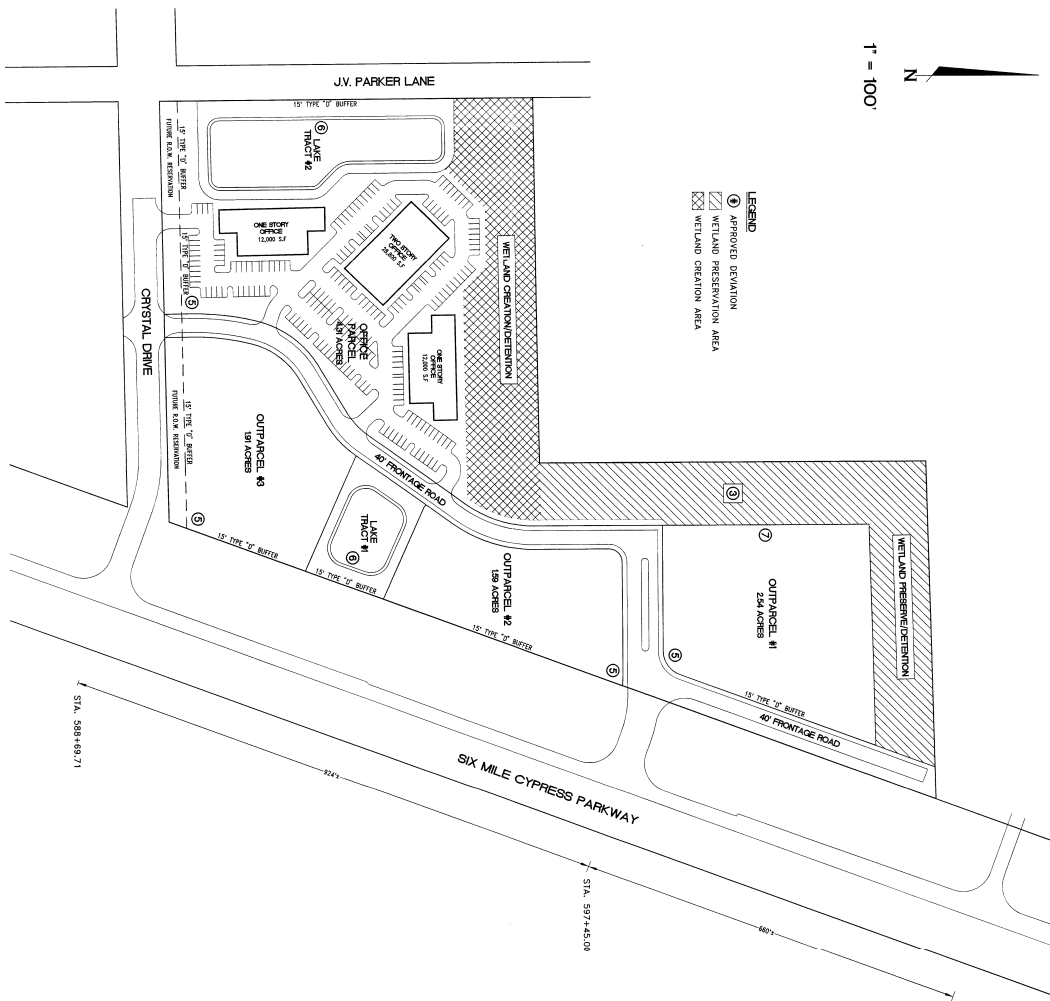 1" = 100'
N
LEGEND
# APPROVED DEVIATION
WETLAND PRESERVATION AREA
WETLAND CREATION AREA
J.V. PARKER LANE
15' TYPE "D" BUFFER
6
LAKE
TRACT #2
15' TYPE "D" BUFFER
FUTURE R.O.W. RESERVATION
ONE STORY
OFFICE
12,000 S.F
TWO STORY
OFFICE
28,800 S.F
WETLAND CREATION/DETENTION
15' TYPE "D" BUFFER
5
OFFICE
PARCEL
4.31 ACRES
ONE STORY
OFFICE
12,000 S.F
CRYSTAL DRIVE
15' TYPE "D" BUFFER
FUTURE R.O.W. RESERVATION
OUTPARCEL #3
1.91 ACRES
40' FRONTAGE ROAD
5
15' TYPE "D" BUFFER
LAKE
TRACT #1
6
15' TYPE "D" BUFFER
3
7
WETLAND PRESERVE/DETENTION
OUTPARCEL #2
1.59 ACRES
15' TYPE "D" BUFFER
5
OUTPARCEL #1
2.54 ACRES
5
15' TYPE "D" BUFFER
40' FRONTAGE ROAD
SIX MILE CYPRESS PARKWAY
STA. 588+69.71
924'±
STA. 597+45.00
660'±